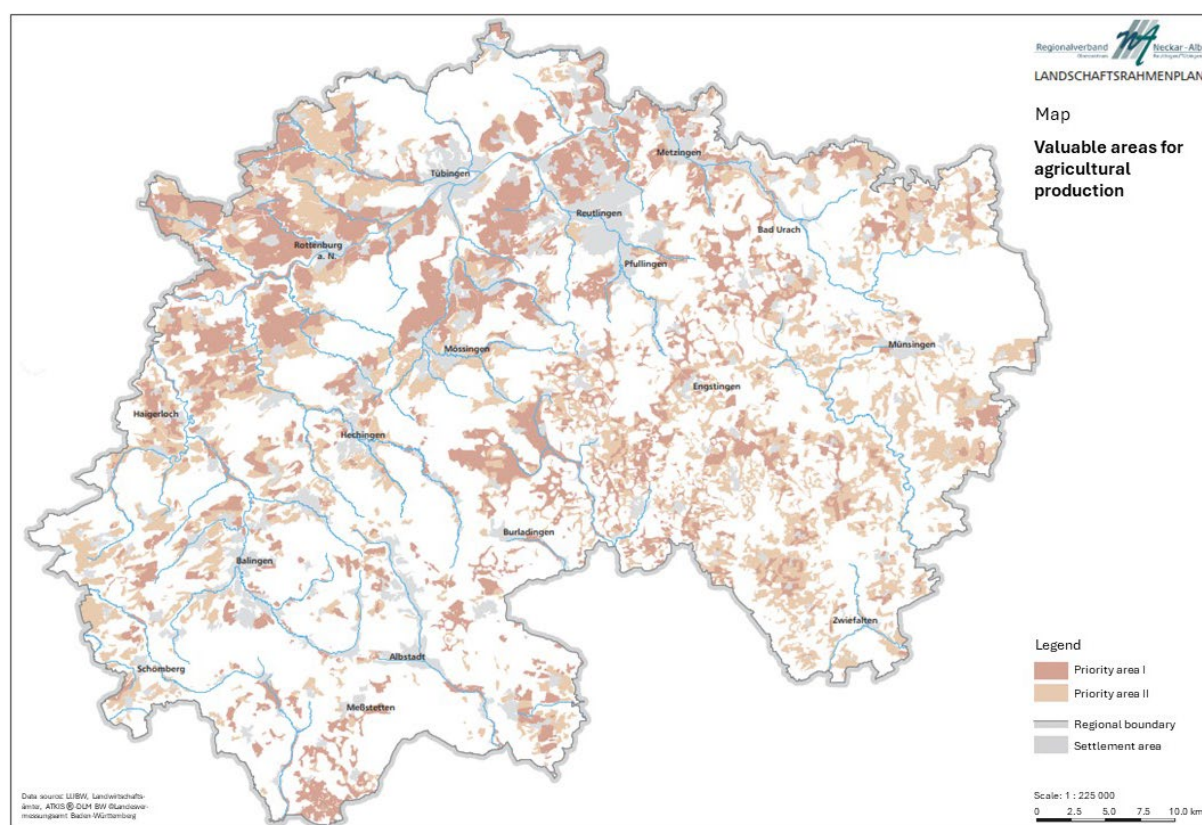 Regionalverband Neckar-Alb
LANDSCHAFTSRAHMENPLAN
Map
Valuable areas for
agricultural
production
Metzingen
Tübingen
Reutlingen
Bad Urach
Rottenburg
a. N.
Pfullingen
Münsingen
Mössingen
Engstingen
Haigerloch
Hechingen
Burladingen
Balingen
Zwiefalten
Albstadt
Schömberg
Meßstetten
Legend
Priority area I
Priority area II
Regional boundary
Settlement area
Scale: 1 : 225 000
0 2.5 5.0 7.5 10.0 km
Data source: LUBW, Landwirtschafts-
ämter, ATKIS®-DLM BW ©Landesver-
messungsamt Baden-Württemberg